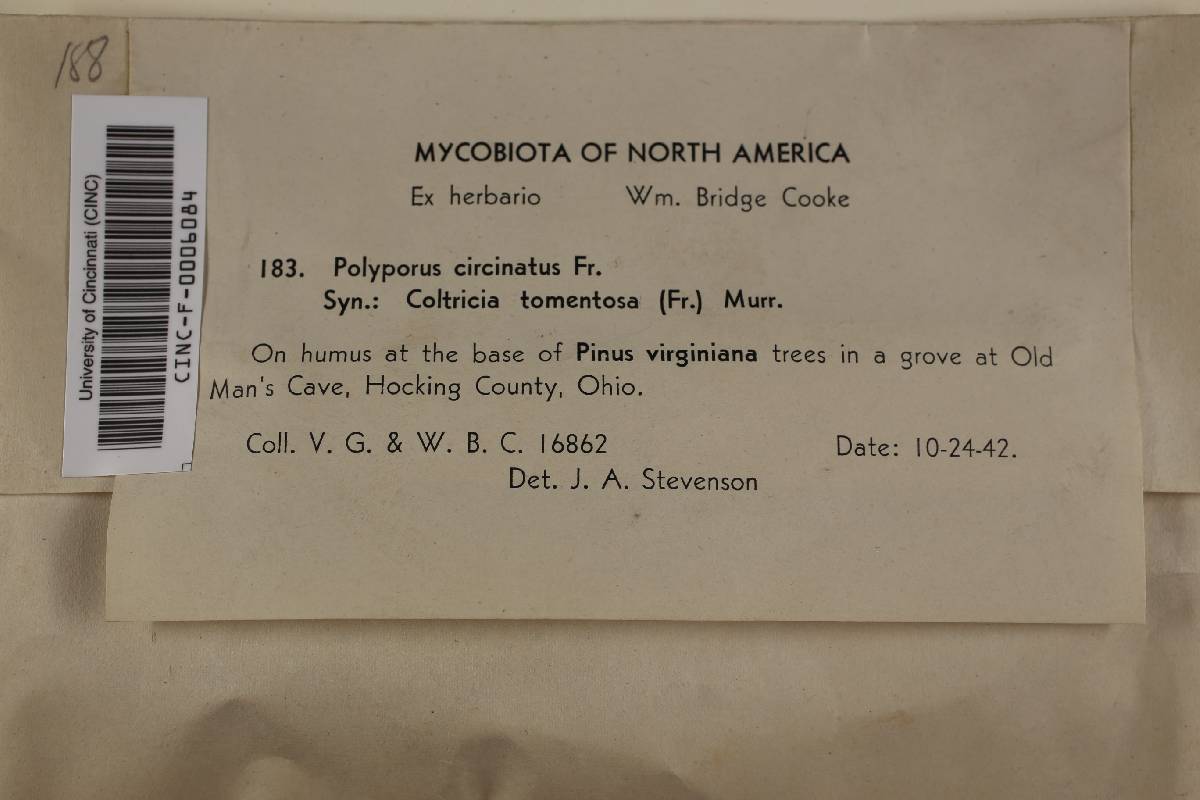 188
University of Cincinnati (CINC)
CINC-F-0006084
MYCOBIOTA OF NORTH AMERICA
Ex herbario Wm. Bridge Cooke
183. Polyporus circinatus Fr.
Syn.: Coltricia tomentosa (Fr.) Murr.
On humus at the base of Pinus virginiana trees in a grove at Old
Man's Cave, Hocking County, Ohio.
Coll. V. G. & W. B. C. 16862 Date: 10-24-42.
Det. J. A. Stevenson